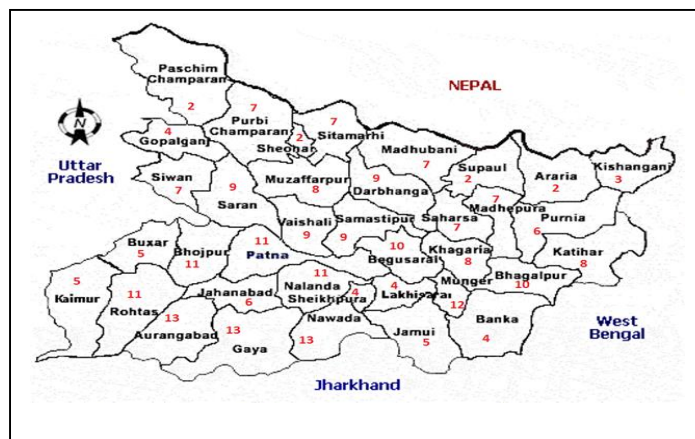 Paschim
Champaran
2
NEPAL
7
Purbi
Champaran
7
Sitamarhi
2
Sheohar
4
Gopalganj
N
Madhubani
7
Uttar
Pradesh
Siwan
7
9
Saran
Muzaffarpur
8
9
Darbhanga
Supaul
2
Araria
2
Kishanganj
3
7
Madhepura
Saharsa
7
Purnia
6
Vaishali
9
Samastipur
9
10
Begusarai
Khagaria
8
Katihar
8
Buxar
5
Bhojpur
11
11
Patna
11
Nalanda
Munger
12
Bhagalpur
10
5
Kaimur
11
Rohtas
Jahanabad
6
4
Sheikhpura
4
Lakhisarai
13
Aurangabad
13
Gaya
Nawada
13
Jamui
5
Banka
4
West
Bengal
Jharkhand